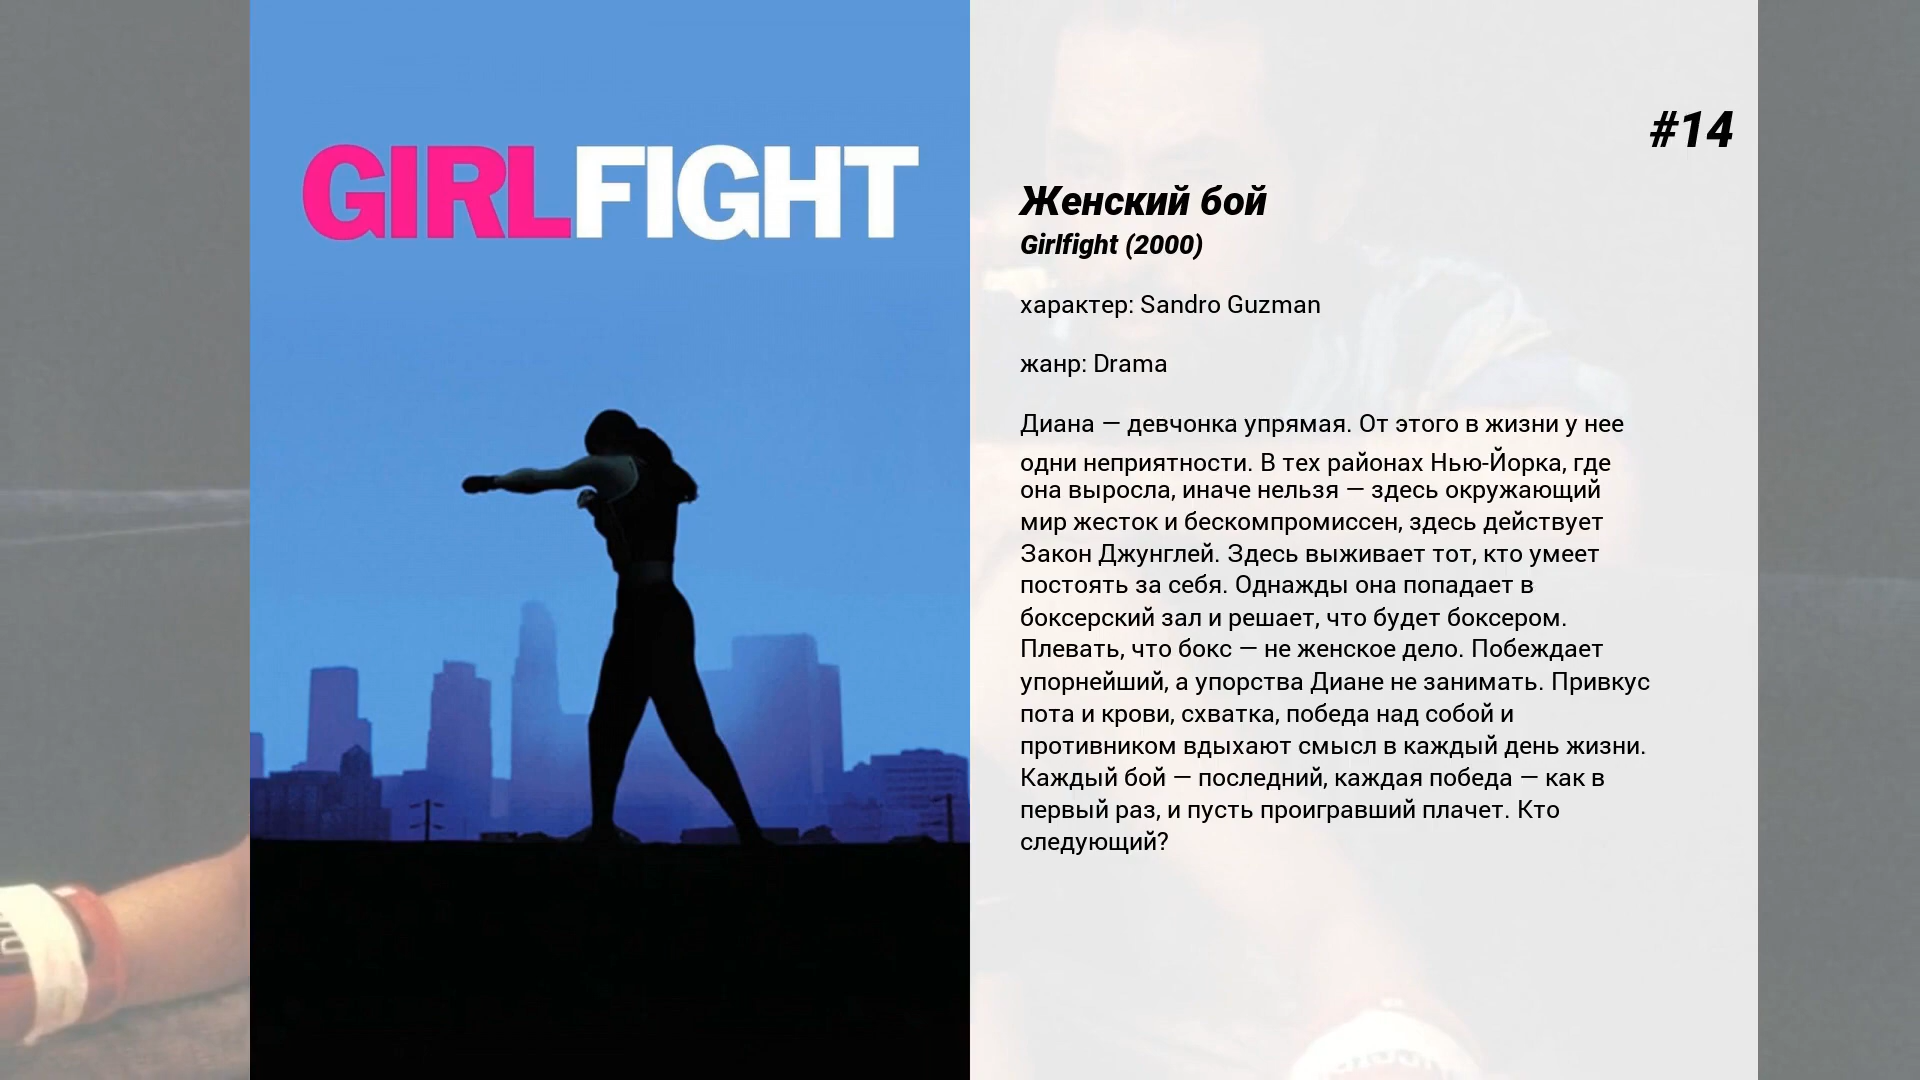 GIRLFIGHT
#14
Женский бой
Girlfight (2000)
характер: Sandro Guzman
жанр: Drama
Диана — девчонка упрямая. От этого в жизни у нее
одни неприятности. В тех районах Нью-Йорка, где
она выросла, иначе нельзя — здесь окружающий
мир жесток и бескомпромиссен, здесь действует
Закон Джунглей. Здесь выживает тот, кто умеет
постоять за себя. Однажды она попадает в
боксерский зал и решает, что будет боксером.
Плевать, что бокс — не женское дело. Побеждает
упорнейший, а упорства Диане не занимать. Привкус
пота и крови, схватка, победа над собой и
противником вдыхают смысл в каждый день жизни.
Каждый бой — последний, каждая победа — как в
первый раз, и пусть проигравший плачет. Кто
следующий?